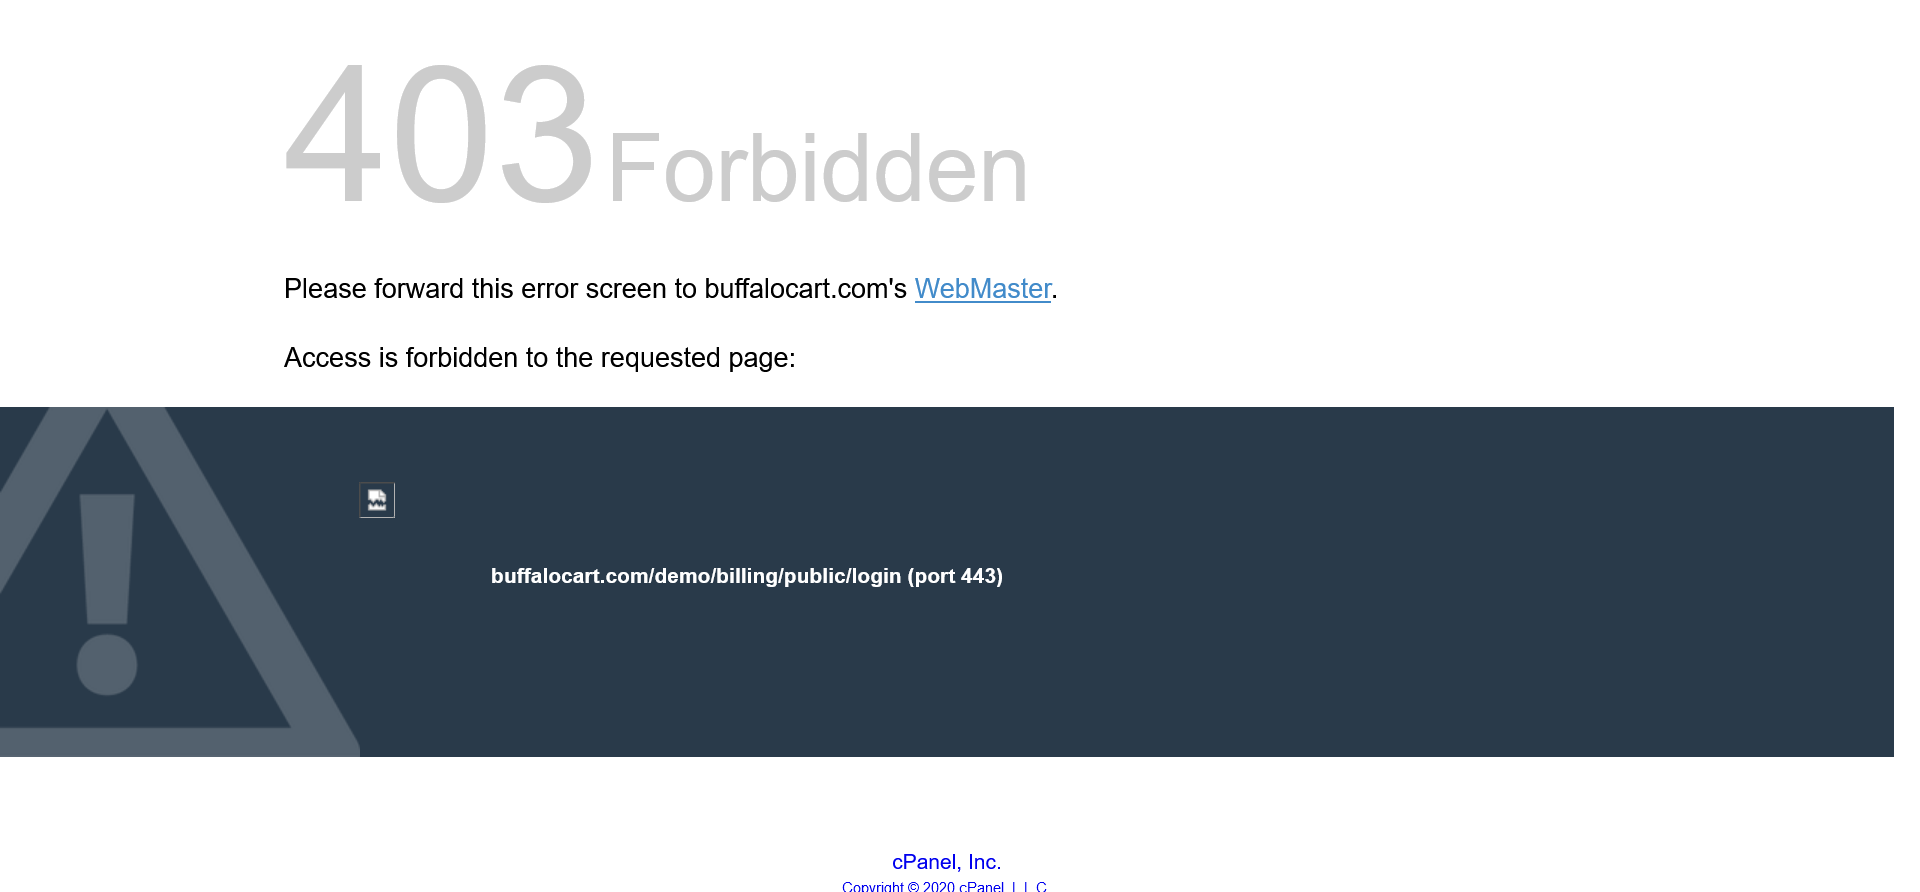 403 Forbidden
Please forward this error screen to buffalocart.com's WebMaster.
Access is forbidden to the requested page:
buffalocart.com/demo/billing/public/login (port 443)
cPanel, Inc.
Copyright © 2020 cPanel, L.L.C.